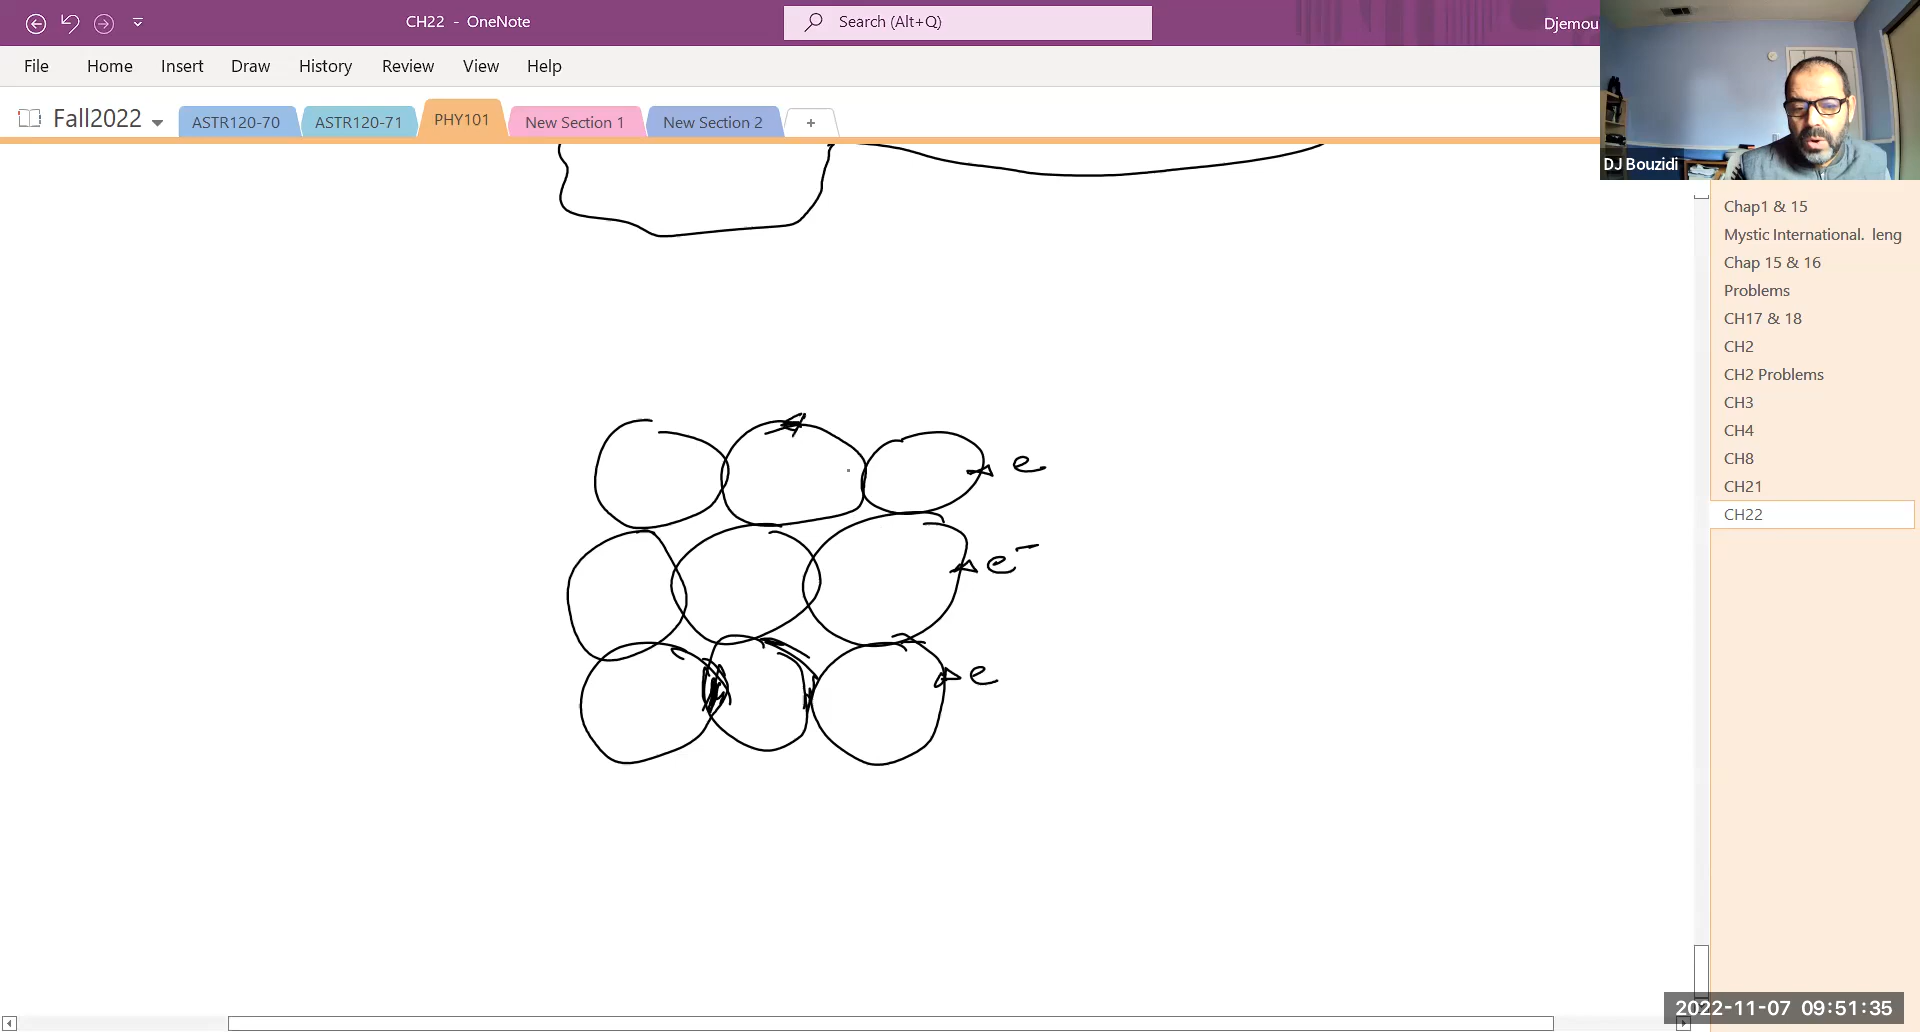 CH22 - OneNote
Search (Alt+Q)
Djemou
File Home Insert Draw History Review View Help
Fall2022
ASTR120-70
ASTR120-71
PHY101
New Section 1
New Section 2
+
DJ Bouzidi
Chap1 & 15
Mystic International. leng
Chap 15 & 16
Problems
CH17 & 18
CH2
CH2 Problems
CH3
CH4
CH8
CH21
CH22
e
e⁻
e
2022-11-07 09:51:35